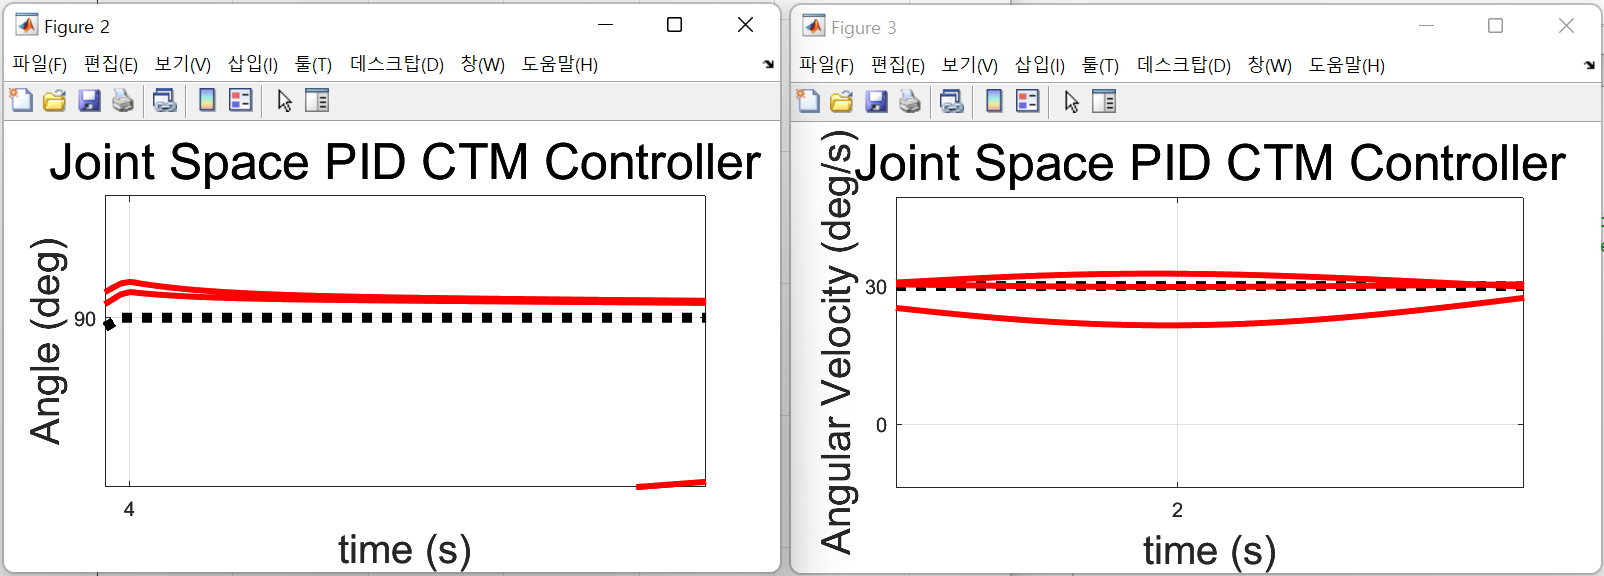 Figure 2
파일(F) 편집(E) 보기(V) 삽입(I) 툴(T) 데스크탑(D) 창(W) 도움말(H)
Joint Space PID CTM Controller
Angle (deg)
90
4
time (s)
Figure 3
파일(F) 편집(E) 보기(V) 삽입(I) 툴(T) 데스크탑(D) 창(W) 도움말(H)
Joint Space PID CTM Controller
Angular Velocity (deg/s)
30
0
2
time (s)